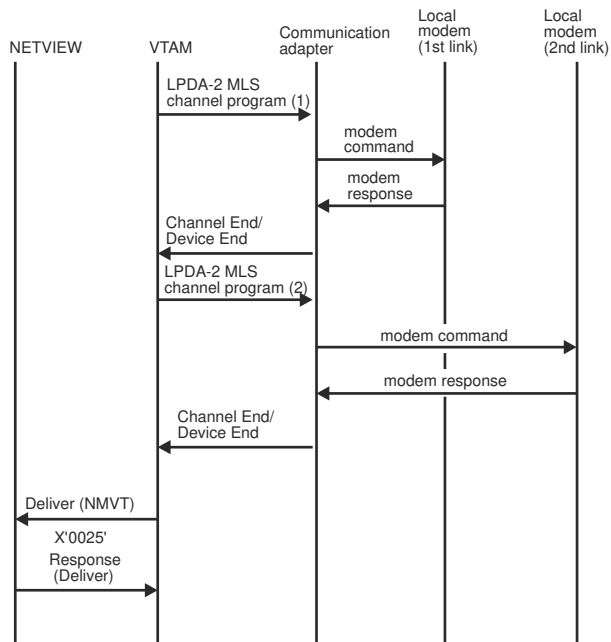 NETVIEW
VTAM
Communication
adapter
Local
modem
(1st link)
Local
modem
(2nd link)
LPDA-2 MLS
channel program (1)
modem
command
modem
response
Channel End/
Device End
LPDA-2 MLS
channel program (2)
modem command
modem response
Channel End/
Device End
Deliver (NMVT)
X'0025'
Response
(Deliver)